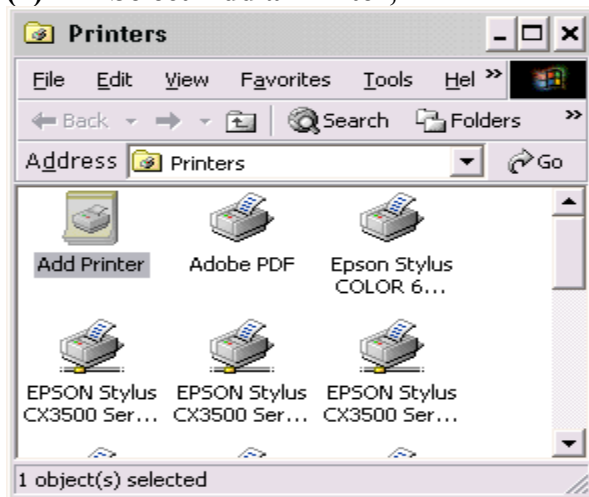 Printers
File Edit View Favorites Tools Hel »
Back Search Folders »
Address Printers Go
Add Printer Adobe PDF Epson Stylus
COLOR 6...
EPSON Stylus EPSON Stylus EPSON Stylus
CX3500 Ser... CX3500 Ser... CX3500 Ser...
1 object(s) selected